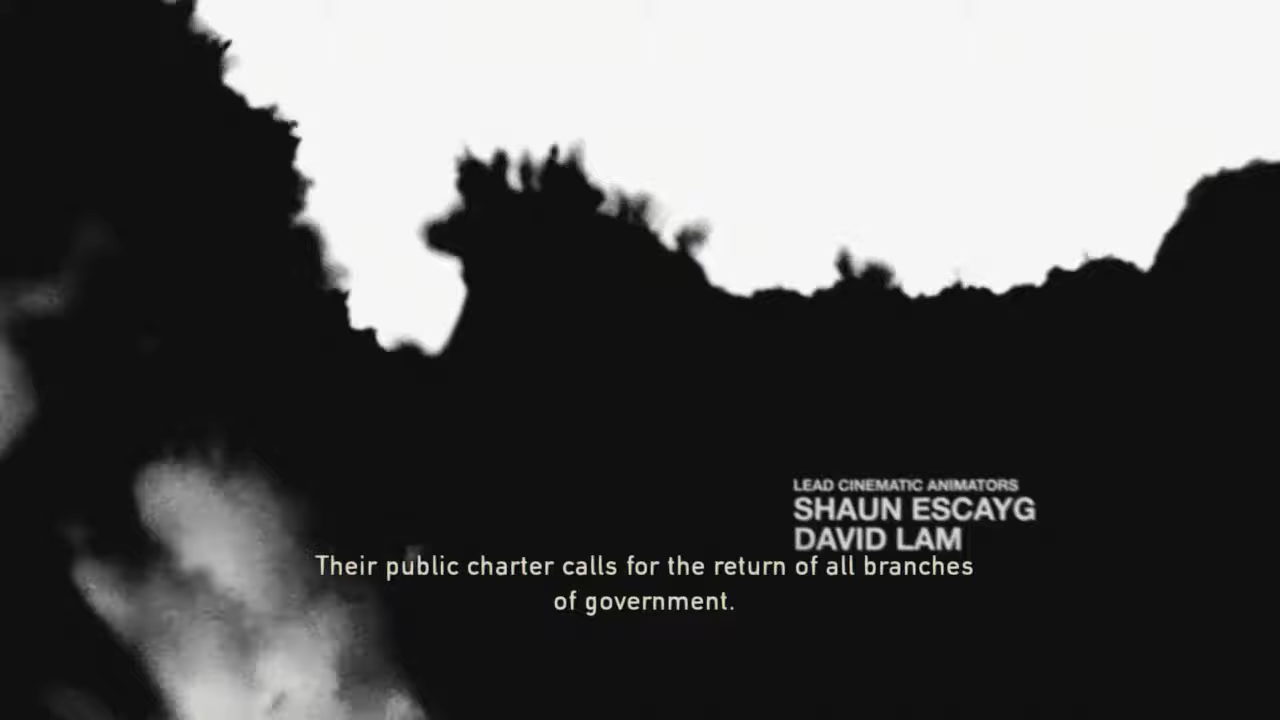 LEAD CINEMATIC ANIMATORS
SHAUN ESCAYG
DAVID LAM
Their public charter calls for the return of all branches
of government.